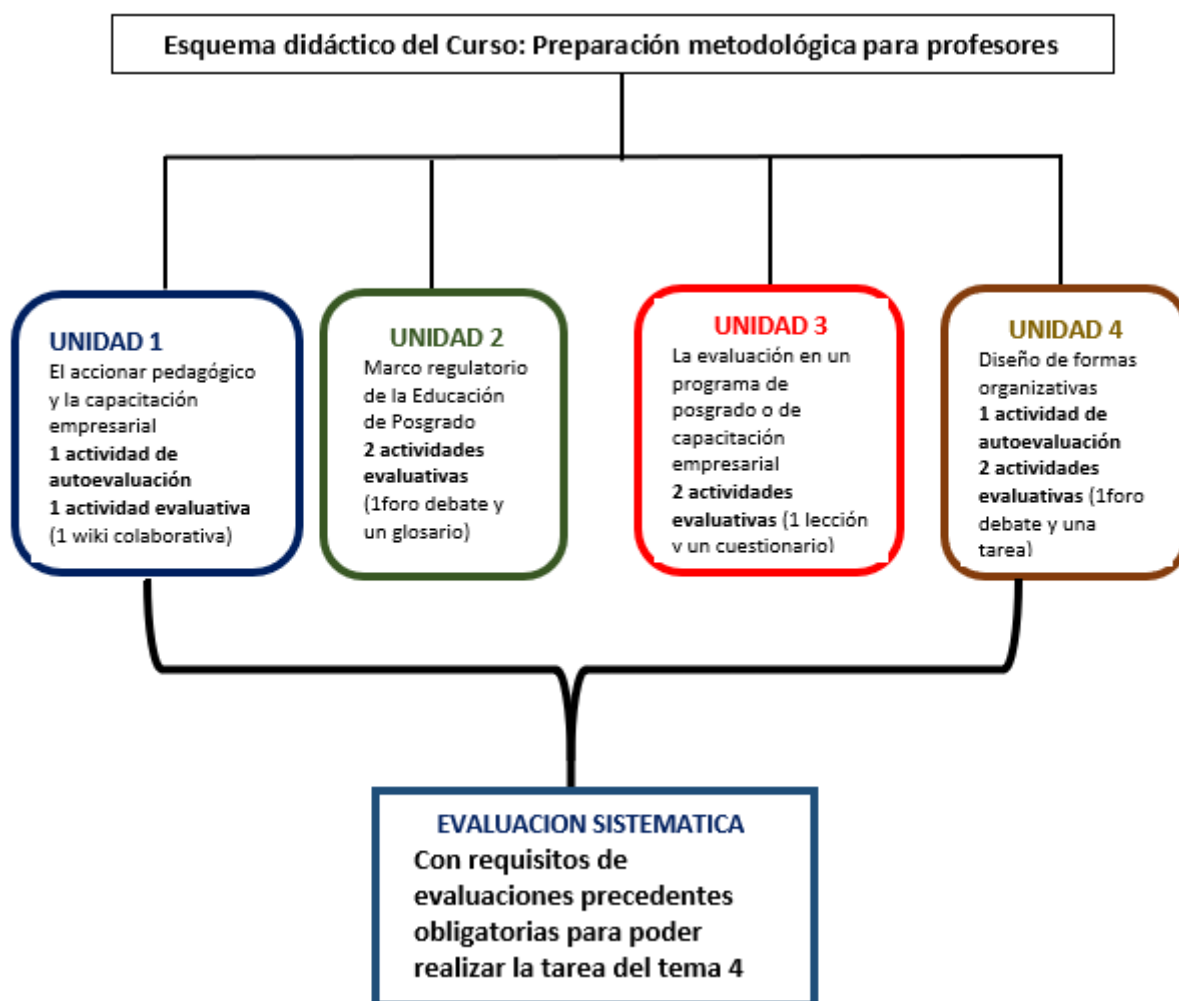 Esquema didáctico del Curso: Preparación metodológica para profesores
UNIDAD 1
El accionar pedagógico
y la capacitación
empresarial
1 actividad de
autoevaluación
1 actividad evaluativa
(1 wiki colaborativa)
UNIDAD 2
Marco regulatorio
de la Educación
de Posgrado
2 actividades
evaluativas
(1foro debate y
un glosario)
UNIDAD 3
La evaluación en un
programa de
posgrado o de
capacitación
empresarial
2 actividades
evaluativas (1 lección
y un cuestionario)
UNIDAD 4
Diseño de formas
organizativas
1 actividad de
autoevaluación
2 actividades
evaluativas (1foro
debate y una
tarea)
EVALUACION SISTEMATICA
Con requisitos de
evaluaciones precedentes
obligatorias para poder
realizar la tarea del tema 4